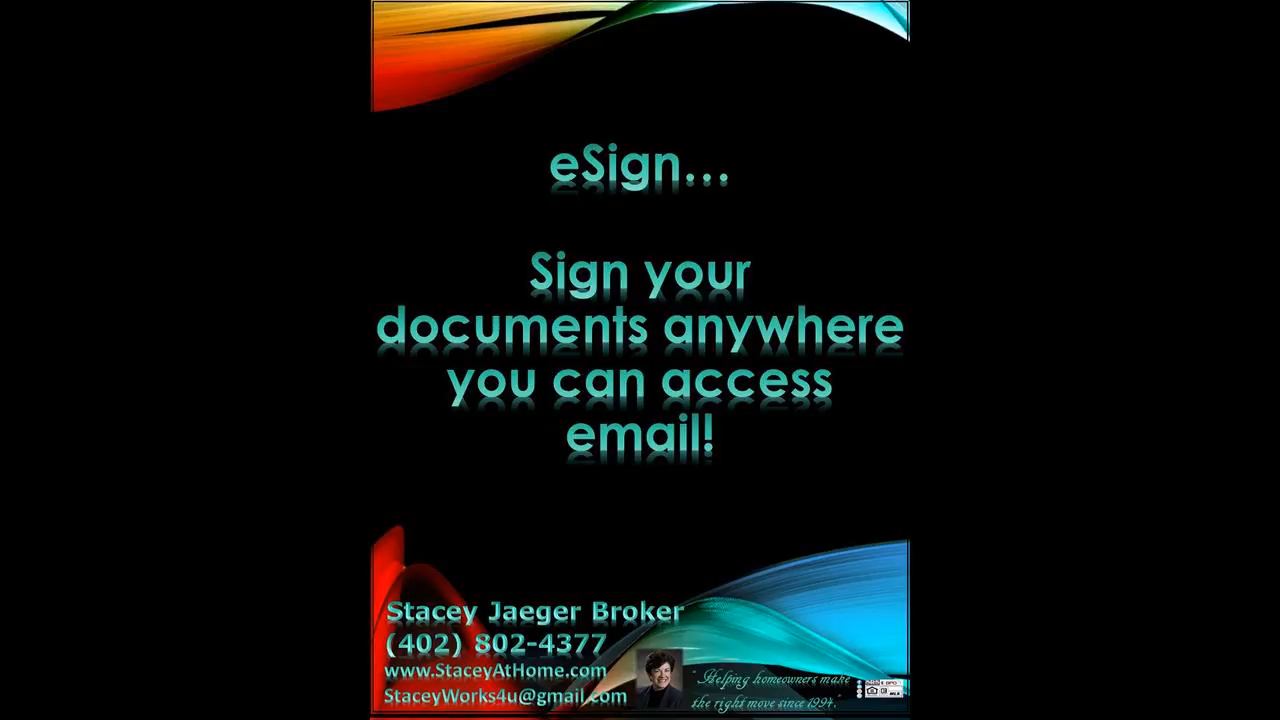 eSign...
Sign your
documents anywhere
you can access
email!
Stacey Jaeger Broker
(402) 802-4377
www.StaceyAtHome.com
StaceyWorks4u@gmail.com
"Helping homeowners make
the right move since 1994."